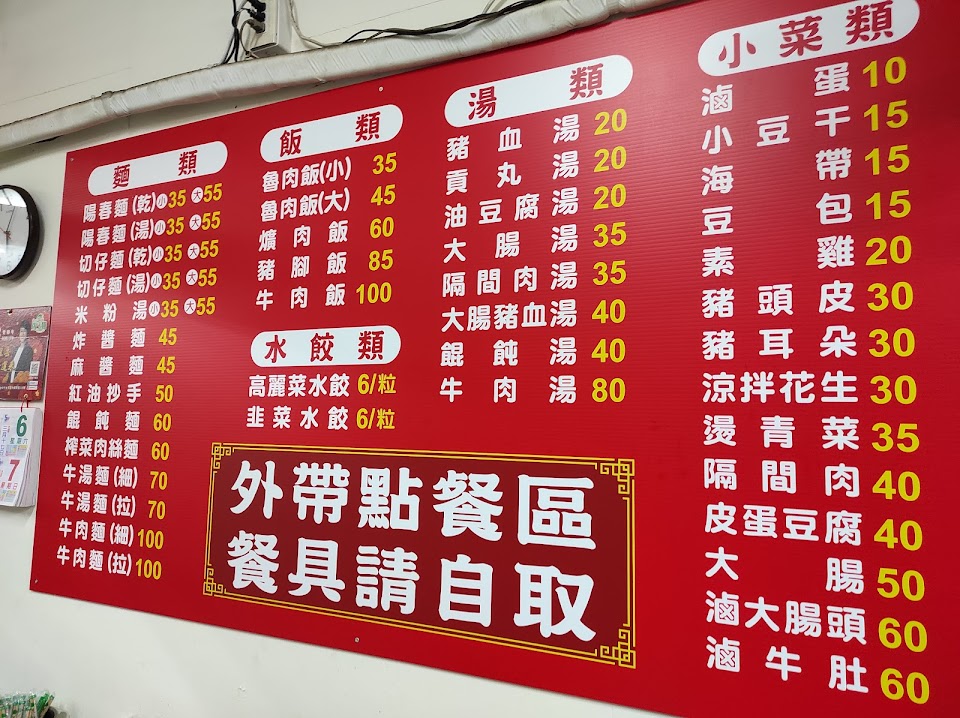 麵類
陽春麵(乾)小35 大55
陽春麵(湯)小35 大55
切仔麵(乾)小35 大55
切仔麵(湯)小35 大55
米粉湯小35 大55
炸醬麵 45
麻醬麵 45
紅油抄手 50
餛飩麵 60
榨菜肉絲麵 60
牛湯麵(細) 70
牛湯麵(拉) 70
牛肉麵(細) 100
牛肉麵(拉) 100
飯類
魯肉飯(小) 35
魯肉飯(大) 45
爌肉飯 60
豬腳飯 85
牛肉飯 100
水餃類
高麗菜水餃 6/粒
韭菜水餃 6/粒
湯類
豬血湯 20
貢丸湯 20
油豆腐湯 20
大腸湯 35
隔間肉湯 35
大腸豬血湯 40
餛飩湯 40
牛肉湯 80
小菜類
滷蛋 10
小豆干 15
海帶 15
豆包 15
素雞 20
豬頭皮 30
豬耳朵 30
涼拌花生 30
燙青菜 35
隔間肉 40
皮蛋豆腐 40
大腸 50
滷大腸頭 60
滷牛肚 60
外帶點餐區
餐具請自取
6
7